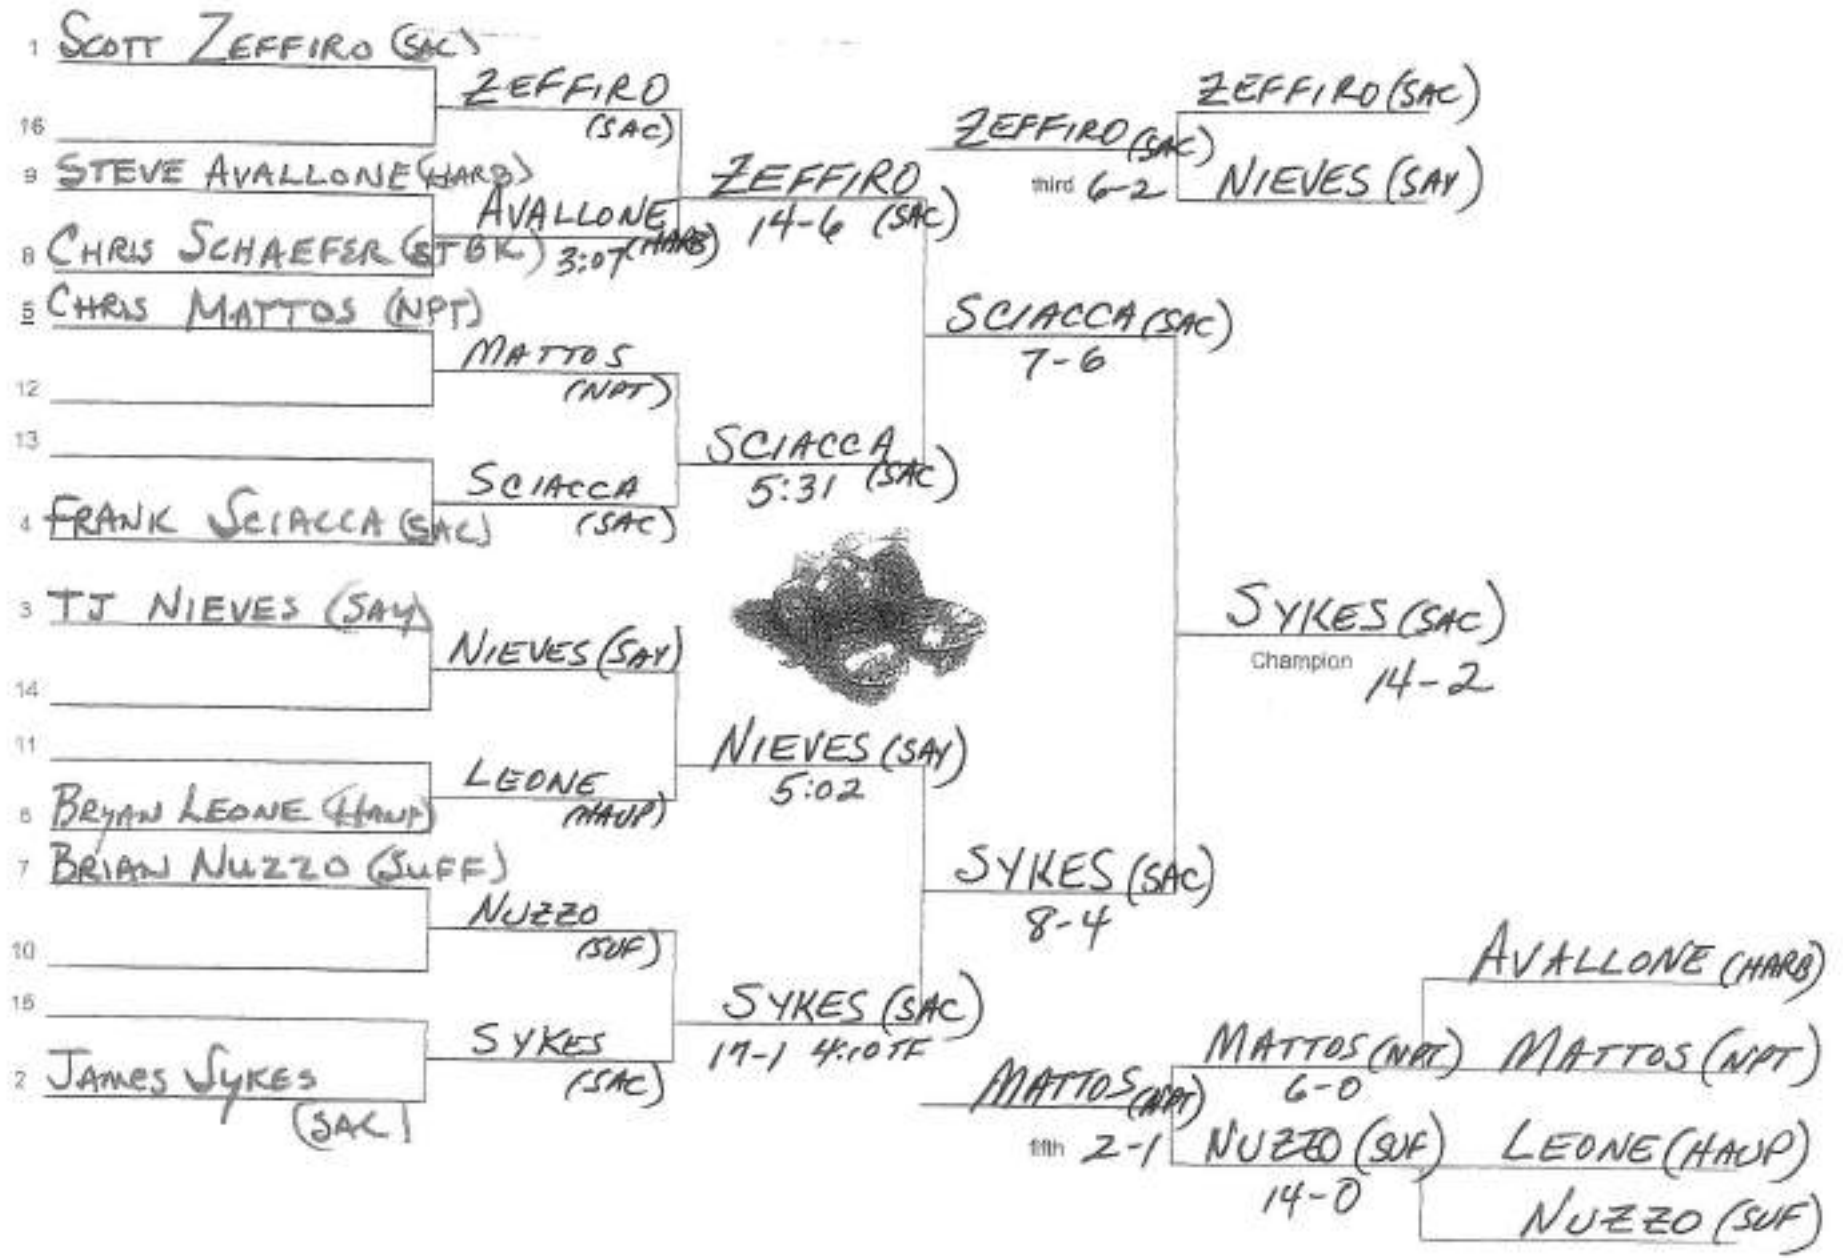 1 SCOTT ZEFFIRO (SAC)
16
9 STEVE AVALLONE (HARB)
8 CHRIS SCHAEFER (STBK)
5 CHRIS MATTOS (NPT)
12
13
4 FRANK SCIACCA (SAC)
3 TJ NIEVES (SAY)
14
11
6 BRYAN LEONE (HAUP)
7 BRIAN NUZZO (SUFF)
10
15
2 JAMES SYKES
(SAC)
ZEFFIRO
(SAC)
AVALLONE
3:07 (HARB)
MATTOS
(NPT)
SCIACCA
(SAC)
NIEVES (SAY)
LEONE
(HAUP)
NUZZO
(SUF)
SYKES
(SAC)
ZEFFIRO
14-6 (SAC)
SCIACCA
5:31 (SAC)
NIEVES (SAY)
5:02
SYKES (SAC)
17-1 4:10 TF
SCIACCA (SAC)
7-6
SYKES (SAC)
8-4
SYKES (SAC)
Champion 14-2
ZEFFIRO (SAC)
third 6-2
ZEFFIRO (SAC)
NIEVES (SAY)
MATTOS (NPT)
fifth 2-1
MATTOS (NPT)
6-0
NUZZO (SUF)
14-0
AVALLONE (HARB)
MATTOS (NPT)
LEONE (HAUP)
NUZZO (SUF)